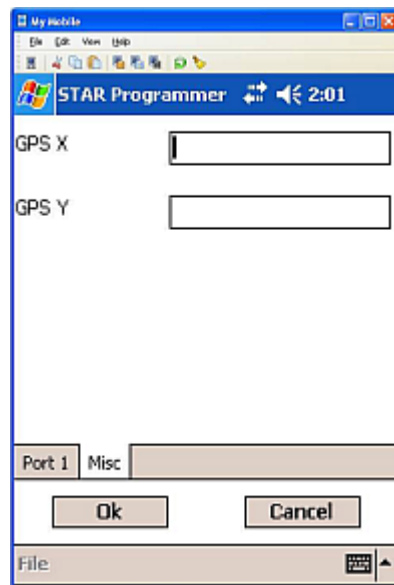 My Mobile
File Edit View Help
STAR Programmer 2:01
GPS X
GPS Y
Port 1 Misc
Ok Cancel
File